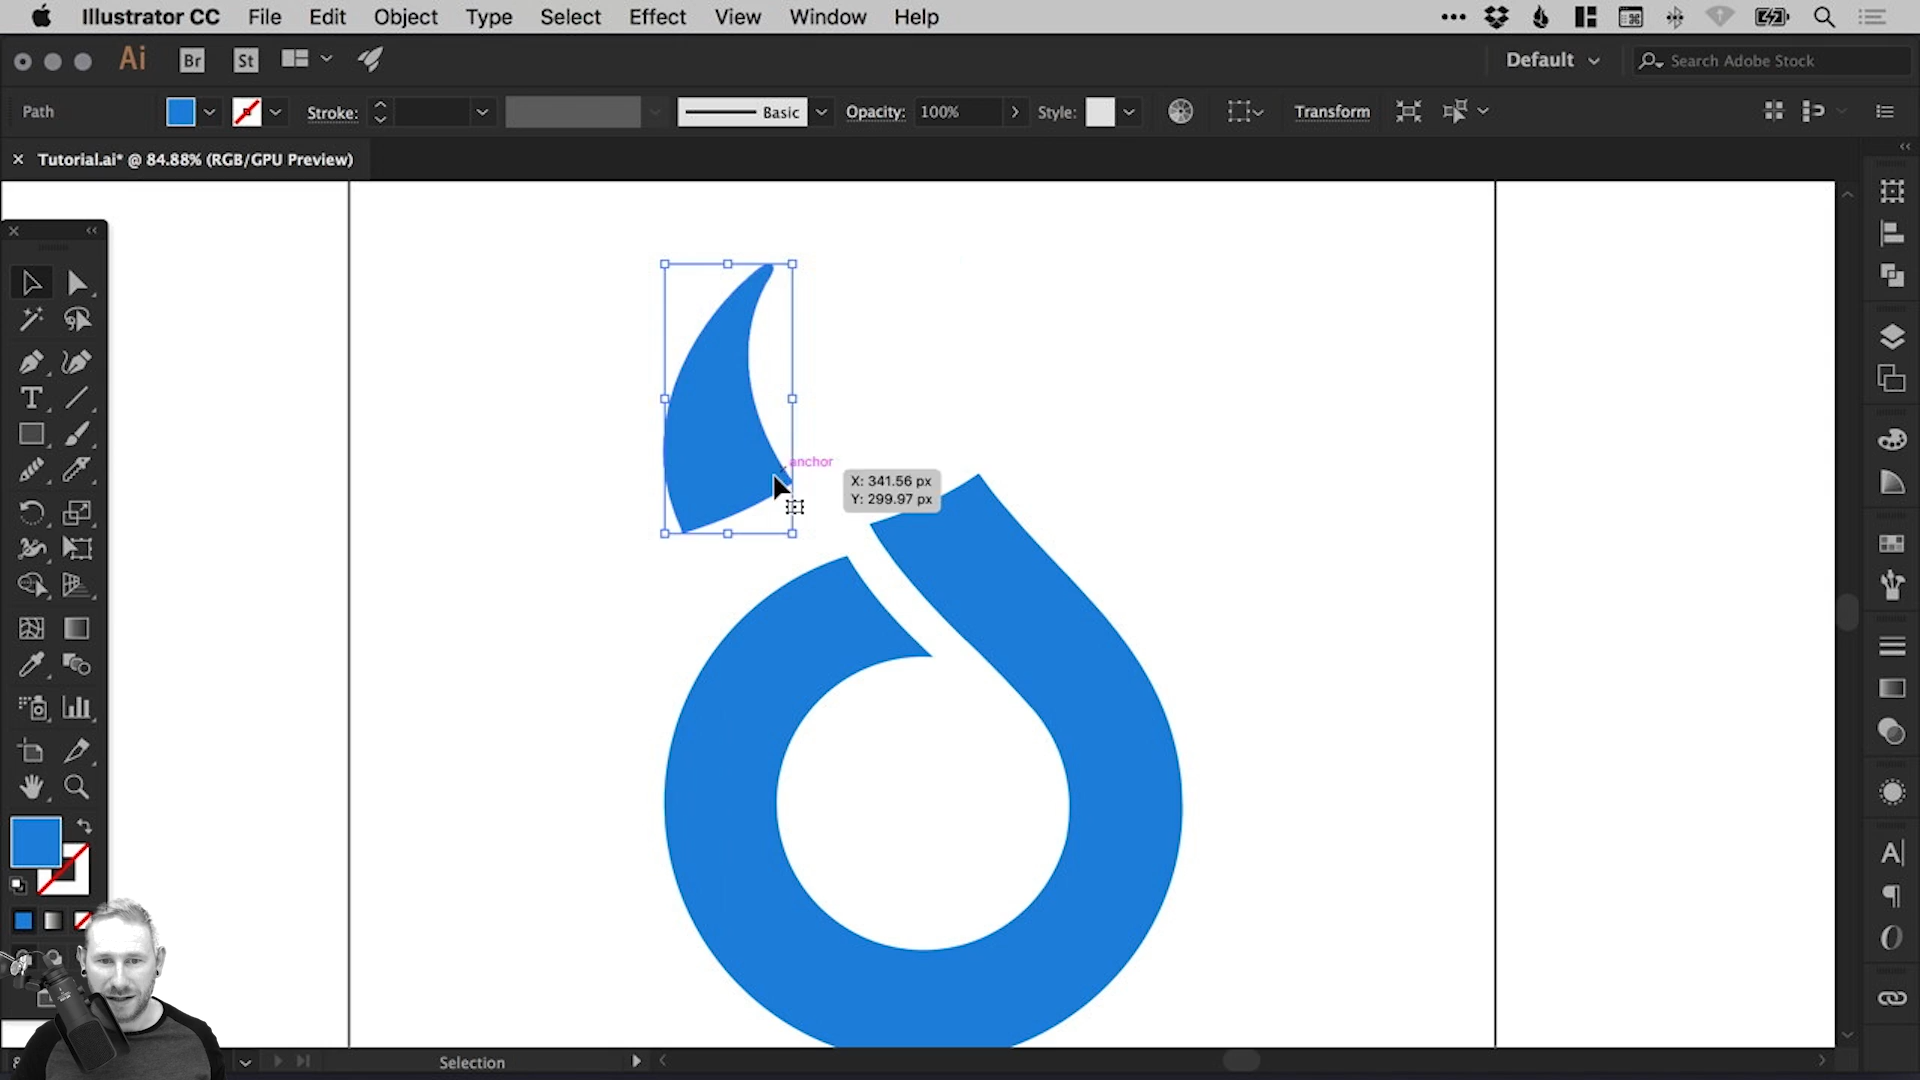 Illustrator CC File Edit Object Type Select Effect View Window Help
Ai Br St Default Search Adobe Stock
Path Stroke: Basic Opacity: 100% Style: Transform
Tutorial.ai* @ 84.88% (RGB/GPU Preview)
anchor
X: 341.56 px
Y: 299.97 px
Selection